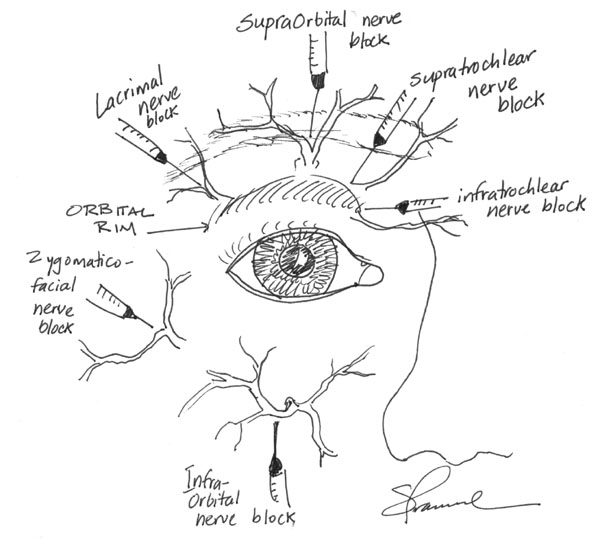 SupraOrbital nerve
block
Supratrochlear
nerve
block
Lacrimal
nerve
block
infratrochlear
nerve block
ORBITAL
RIM
Zygomatico-
facial
nerve
block
Infra-
Orbital
nerve block